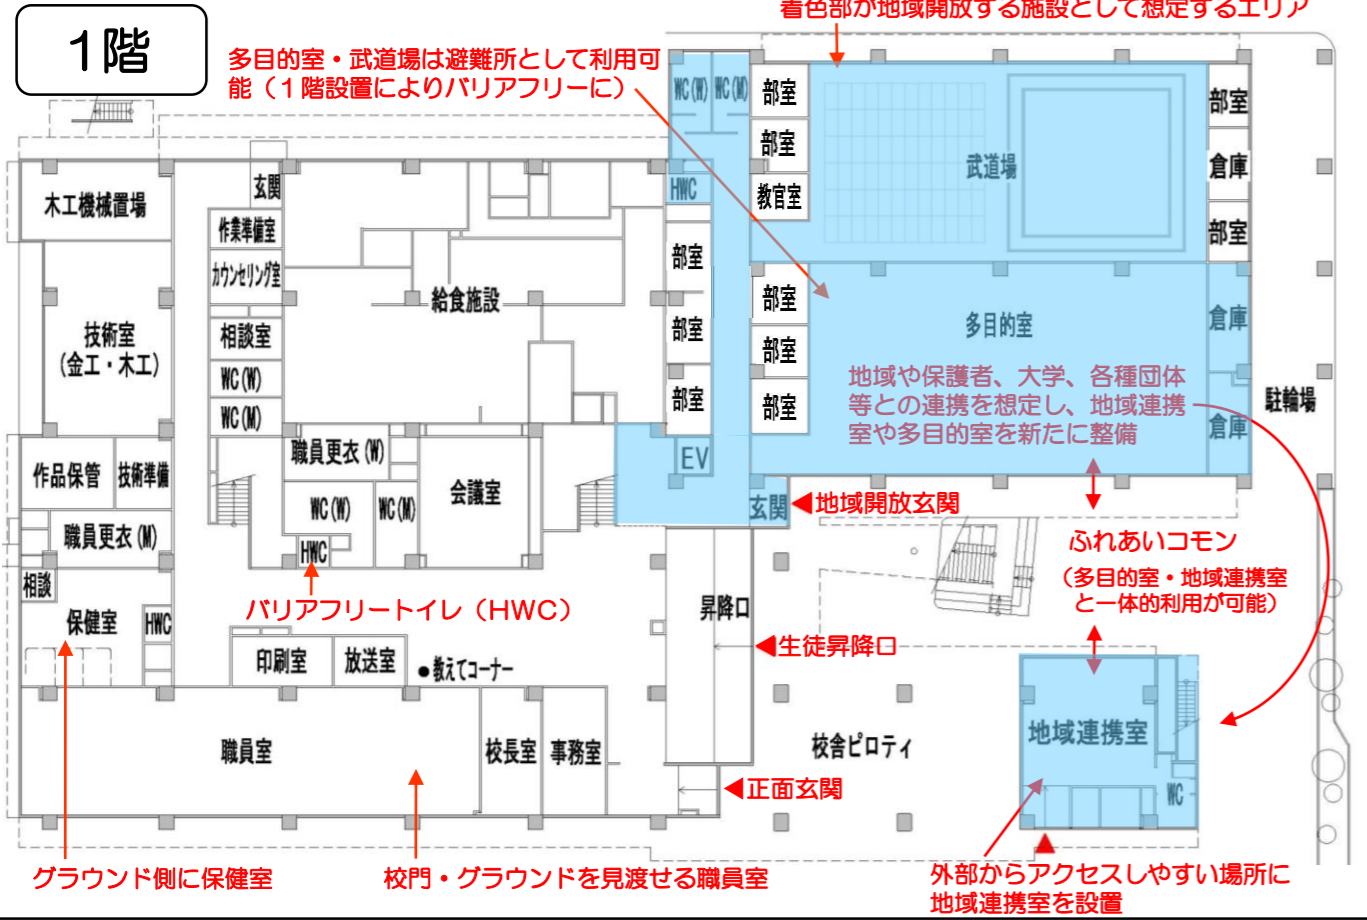 着色部が地域開放する施設として想定するエリア
1階
多目的室・武道場は避難所として利用可
能（1階設置によりバリアフリーに）
WC(W)
WC(M)
部室
部室
教官室
武道場
部室
倉庫
部室
木工機械置場
玄関
作業準備室
カウンセリング室
相談室
WC(W)
WC(M)
給食施設
HWC
部室
部室
部室
部室
部室
部室
多目的室
倉庫
倉庫
地域や保護者、大学、各種団体
等との連携を想定し、地域連携
室や多目的室を新たに整備
駐輪場
技術室
(金工・木工)
作品保管
技術準備
職員更衣(M)
職員更衣(W)
WC(W)
WC(M)
HWC
会議室
EV
玄関
◀地域開放玄関
ふれあいコモン
（多目的室・地域連携室
と一体的利用が可能）
相談
保健室
HWC
バリアフリートイレ（HWC）
印刷室
放送室
●教えてコーナー
昇降口
◀生徒昇降口
職員室
校長室
事務室
校舎ピロティ
地域連携室
WC
◀正面玄関
グラウンド側に保健室
校門・グラウンドを見渡せる職員室
外部からアクセスしやすい場所に
地域連携室を設置